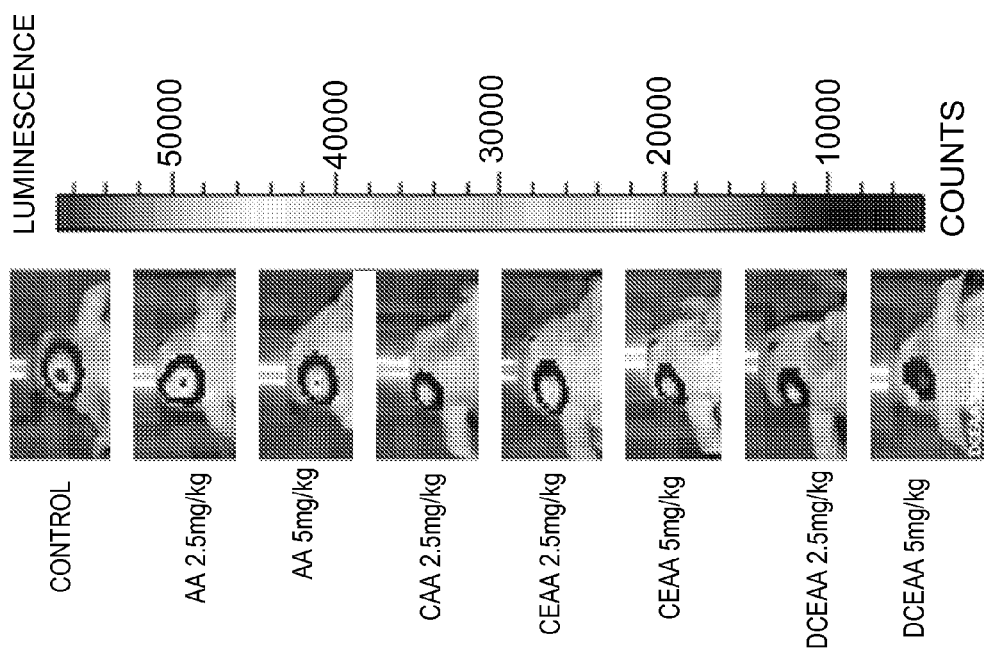 LUMINESCENCE
50000
40000
30000
20000
10000
COUNTS
CONTROL
AA 2.5mg/kg
AA 5mg/kg
CAA 2.5mg/kg
CEAA 2.5mg/kg
CEAA 5mg/kg
DCEAA 2.5mg/kg
DCEAA 5mg/kg